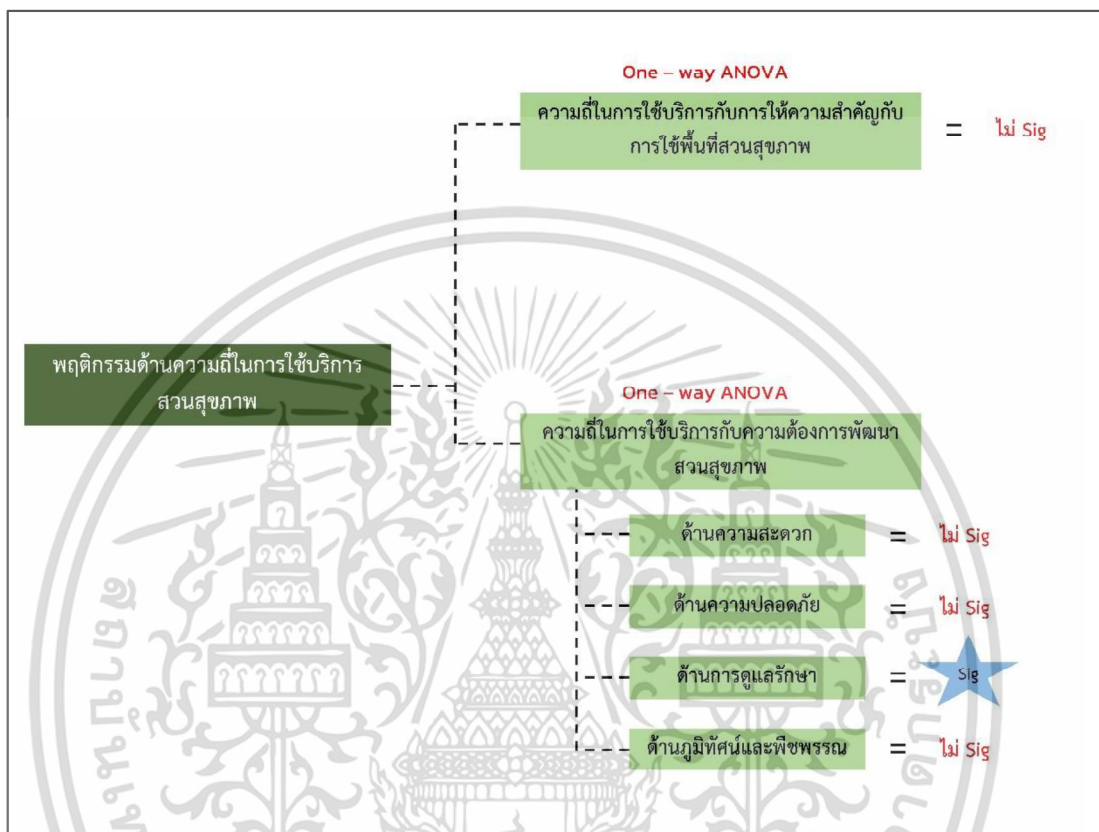 One – way ANOVA
ความถี่ในการใช้บริการกับการให้ความสำคัญกับ
การใช้พื้นที่สวนสุขภาพ
= ไม่ Sig
พฤติกรรมด้านความถี่ในการใช้บริการ
สวนสุขภาพ
One – way ANOVA
ความถี่ในการใช้บริการกับความต้องการพัฒนา
สวนสุขภาพ
ด้านความสะดวก = ไม่ Sig
ด้านความปลอดภัย = ไม่ Sig
ด้านการดูแลรักษา = Sig
ด้านภูมิทัศน์และพืชพรรณ = ไม่ Sig